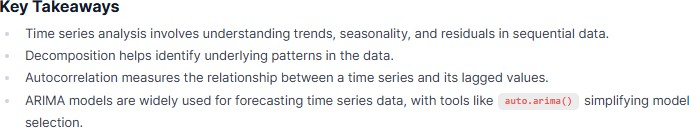 Key Takeaways
Time series analysis involves understanding trends, seasonality, and residuals in sequential data.
Decomposition helps identify underlying patterns in the data.
Autocorrelation measures the relationship between a time series and its lagged values.
ARIMA models are widely used for forecasting time series data, with tools like auto.arima() simplifying model
selection.